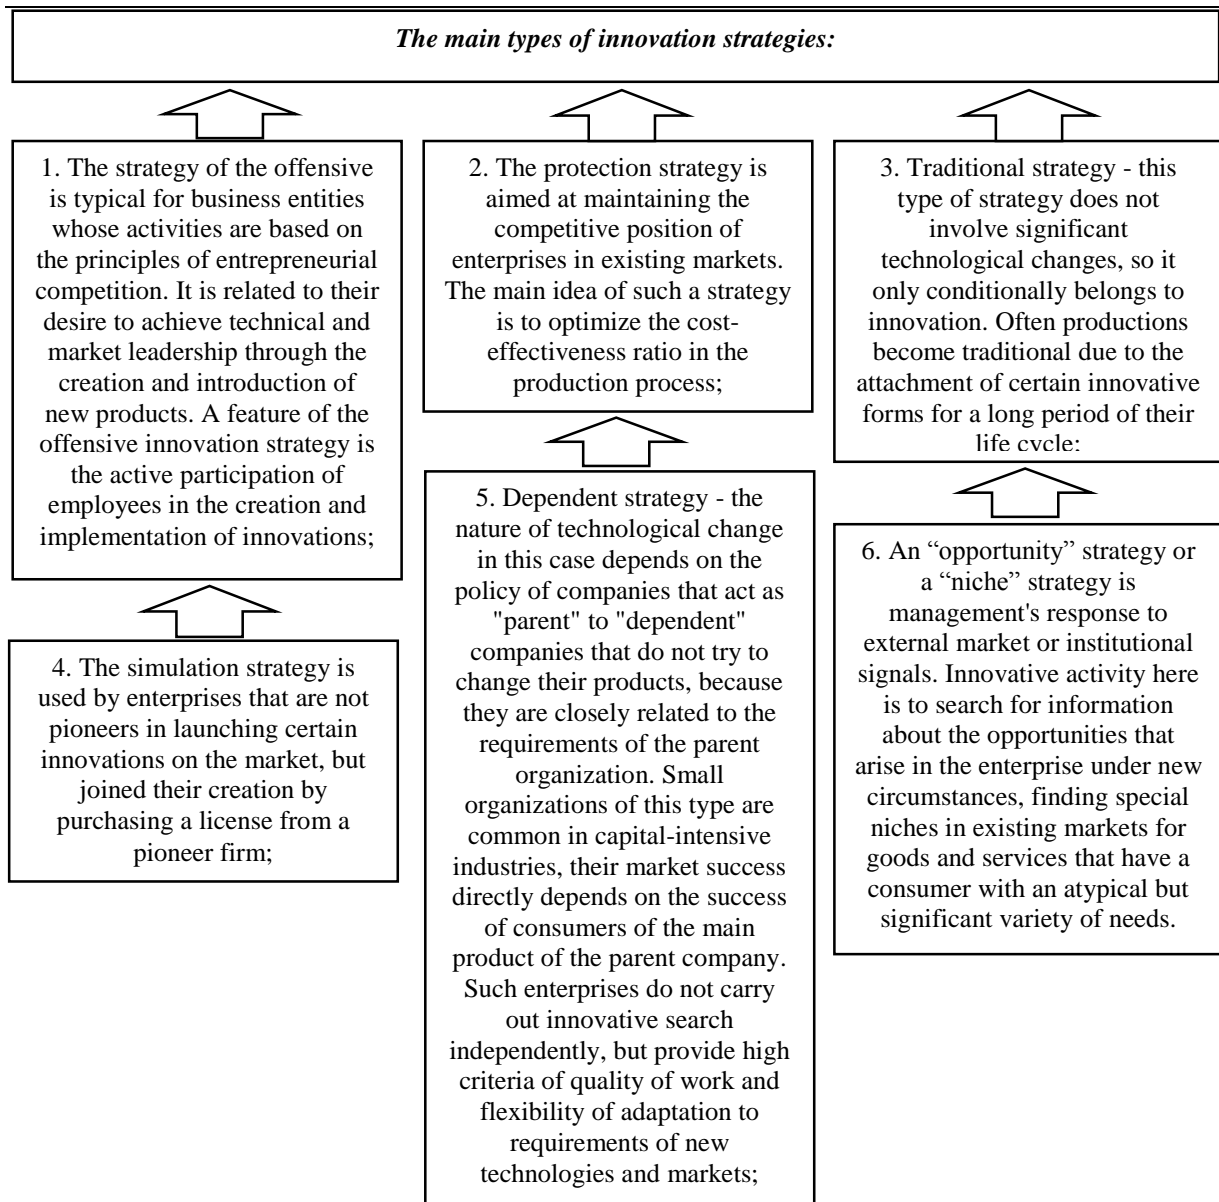 The main types of innovation strategies:
1. The strategy of the offensive
is typical for business entities
whose activities are based on
the principles of entrepreneurial
competition. It is related to their
desire to achieve technical and
market leadership through the
creation and introduction of
new products. A feature of the
offensive innovation strategy is
the active participation of
employees in the creation and
implementation of innovations;
2. The protection strategy is
aimed at maintaining the
competitive position of
enterprises in existing markets.
The main idea of such a strategy
is to optimize the cost-
effectiveness ratio in the
production process;
3. Traditional strategy - this
type of strategy does not
involve significant
technological changes, so it
only conditionally belongs to
innovation. Often productions
become traditional due to the
attachment of certain innovative
forms for a long period of their
life cycle;
4. The simulation strategy is
used by enterprises that are not
pioneers in launching certain
innovations on the market, but
joined their creation by
purchasing a license from a
pioneer firm;
5. Dependent strategy - the
nature of technological change
in this case depends on the
policy of companies that act as
"parent" to "dependent"
companies that do not try to
change their products, because
they are closely related to the
requirements of the parent
organization. Small
organizations of this type are
common in capital-intensive
industries, their market success
directly depends on the success
of consumers of the main
product of the parent company.
Such enterprises do not carry
out innovative search
independently, but provide high
criteria of quality of work and
flexibility of adaptation to
requirements of new
technologies and markets;
6. An “opportunity” strategy or
a “niche” strategy is
management's response to
external market or institutional
signals. Innovative activity here
is to search for information
about the opportunities that
arise in the enterprise under new
circumstances, finding special
niches in existing markets for
goods and services that have a
consumer with an atypical but
significant variety of needs.